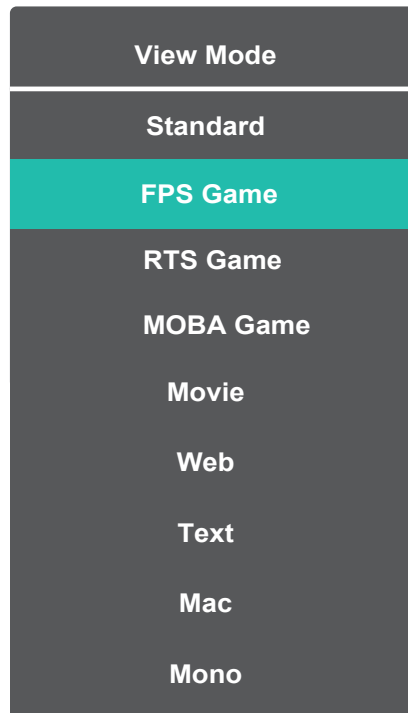 View Mode
Standard
FPS Game
RTS Game
MOBA Game
Movie
Web
Text
Mac
Mono